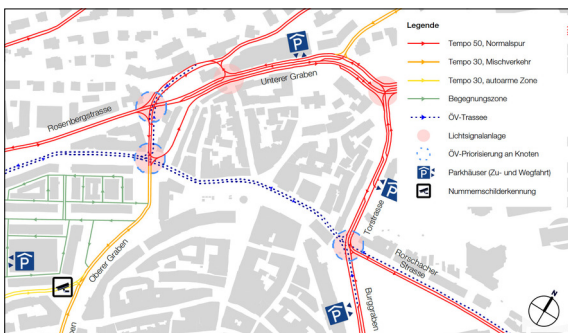 Legende
Tempo 50, Normalspur
Tempo 30, Mischverkehr
Tempo 30, autoarme Zone
Begegnungszone
ÖV-Trassee
Lichtsignalanlage
ÖV-Priorisierung an Knoten
P
Parkhäuser (Zu- und Wegfahrt)
Nummernschilderkennung
P
Unterer Graben
Rosenbergstrasse
P
Torstrasse
Rorschacher
Strasse
Oberer Graben
P
P
Burggraben
ben
N